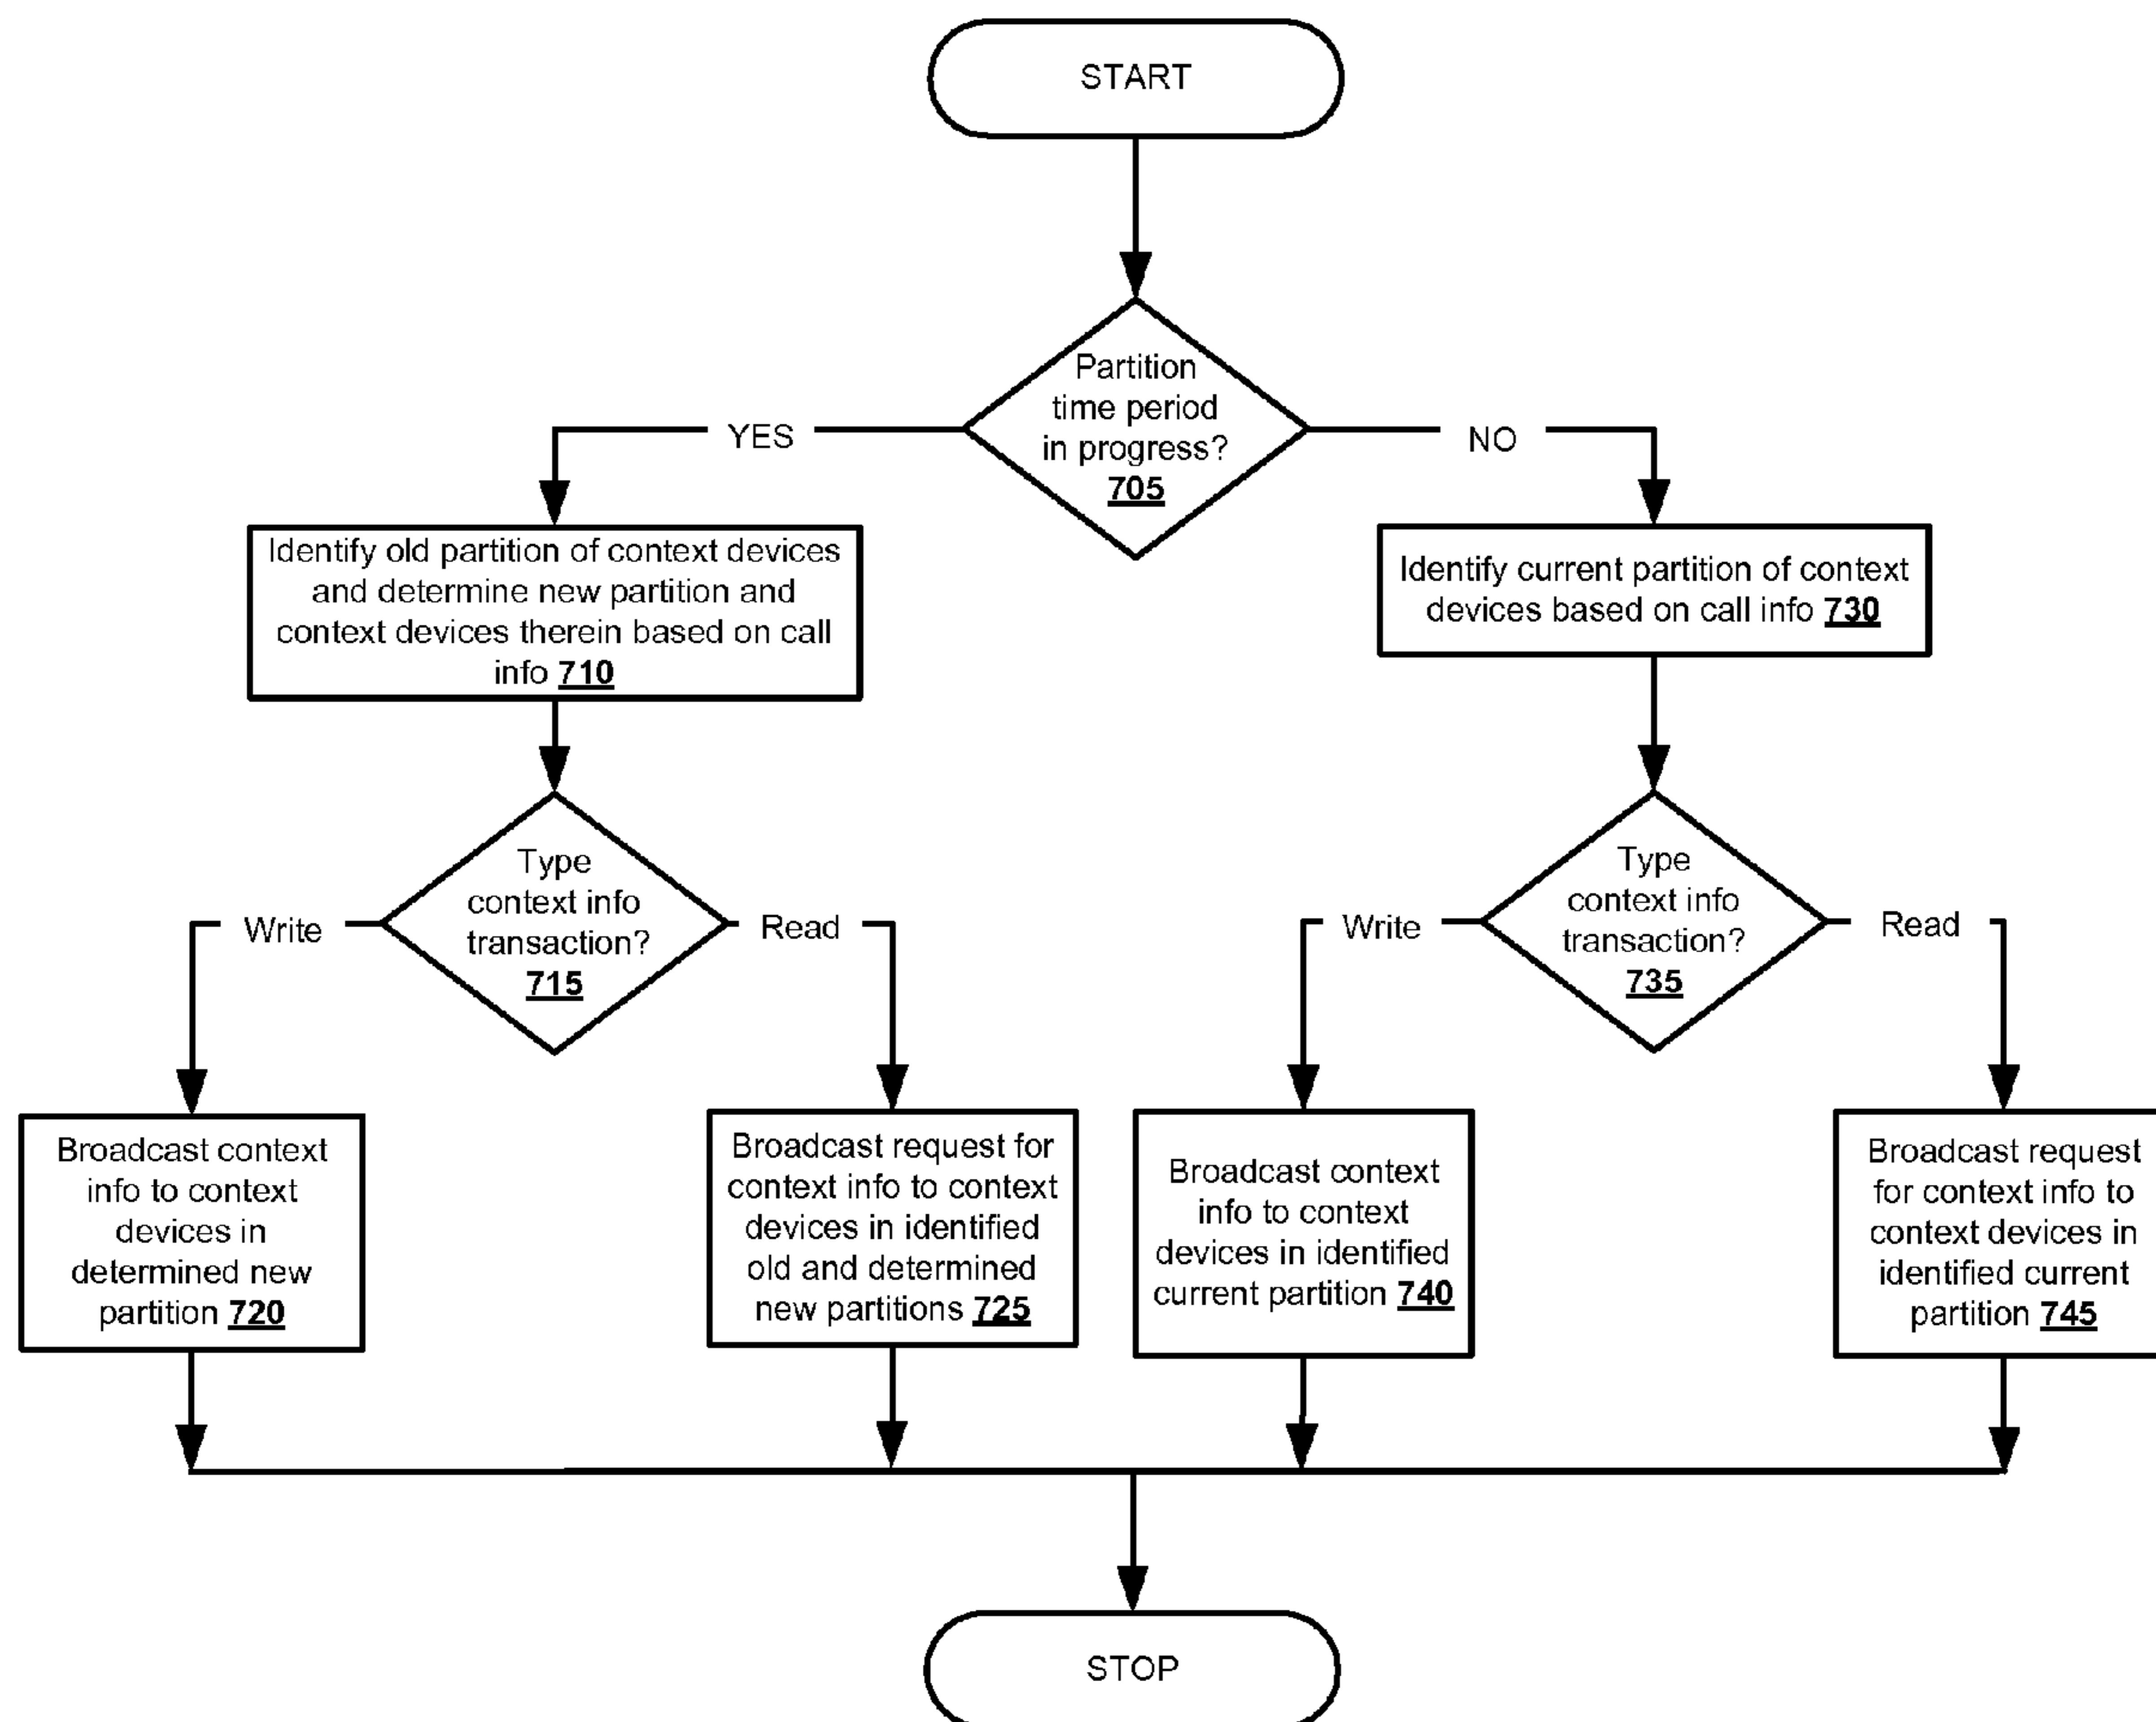 START
Partition
time period
in progress?
705
YES
NO
Identify old partition of context devices
and determine new partition and
context devices therein based on call
info 710
Identify current partition of context
devices based on call info 730
Type
context info
transaction?
715
Write
Read
Type
context info
transaction?
735
Write
Read
Broadcast context
info to context
devices in
determined new
partition 720
Broadcast request for
context info to context
devices in identified
old and determined
new partitions 725
Broadcast context
info to context
devices in identified
current partition 740
Broadcast request
for context info to
context devices in
identified current
partition 745
STOP